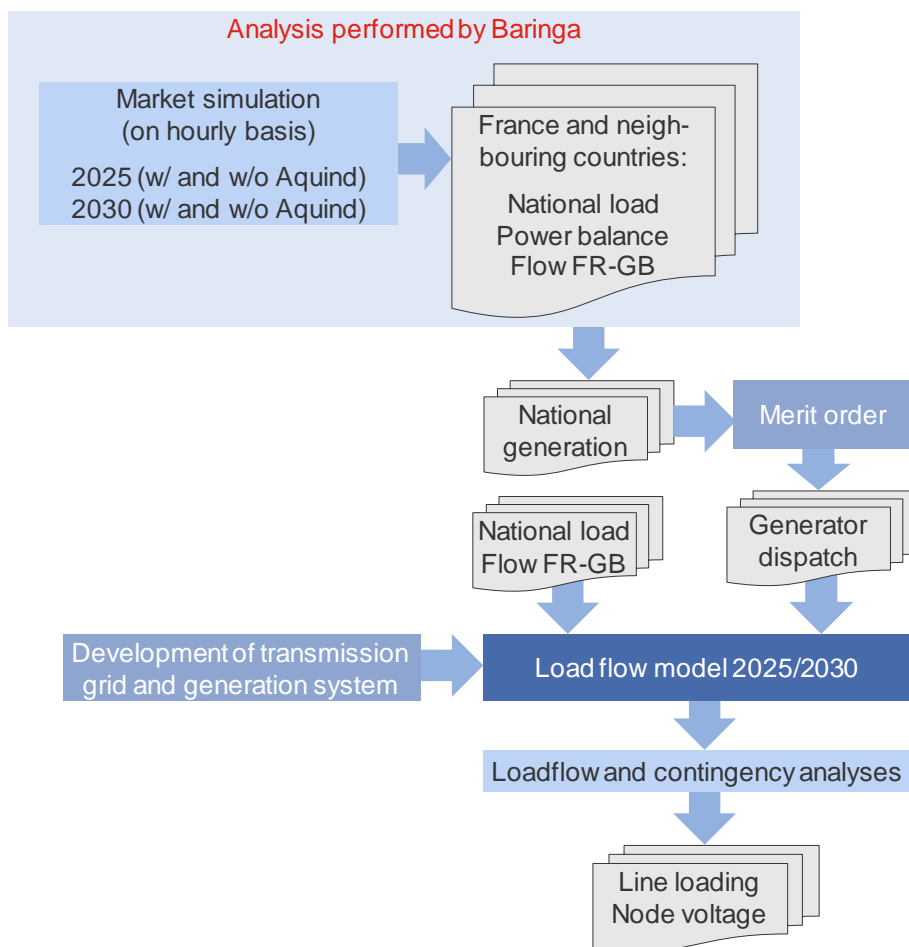 Analysis performed by Baringa
Market simulation
(on hourly basis)
2025 (w/ and w/o Aquind)
2030 (w/ and w/o Aquind)
France and neigh-
bouring countries:
National load
Power balance
Flow FR-GB
National
generation
Merit order
National load
Flow FR-GB
Generator
dispatch
Development of transmission
grid and generation system
Load flow model 2025/2030
Loadflow and contingency analyses
Line loading
Node voltage